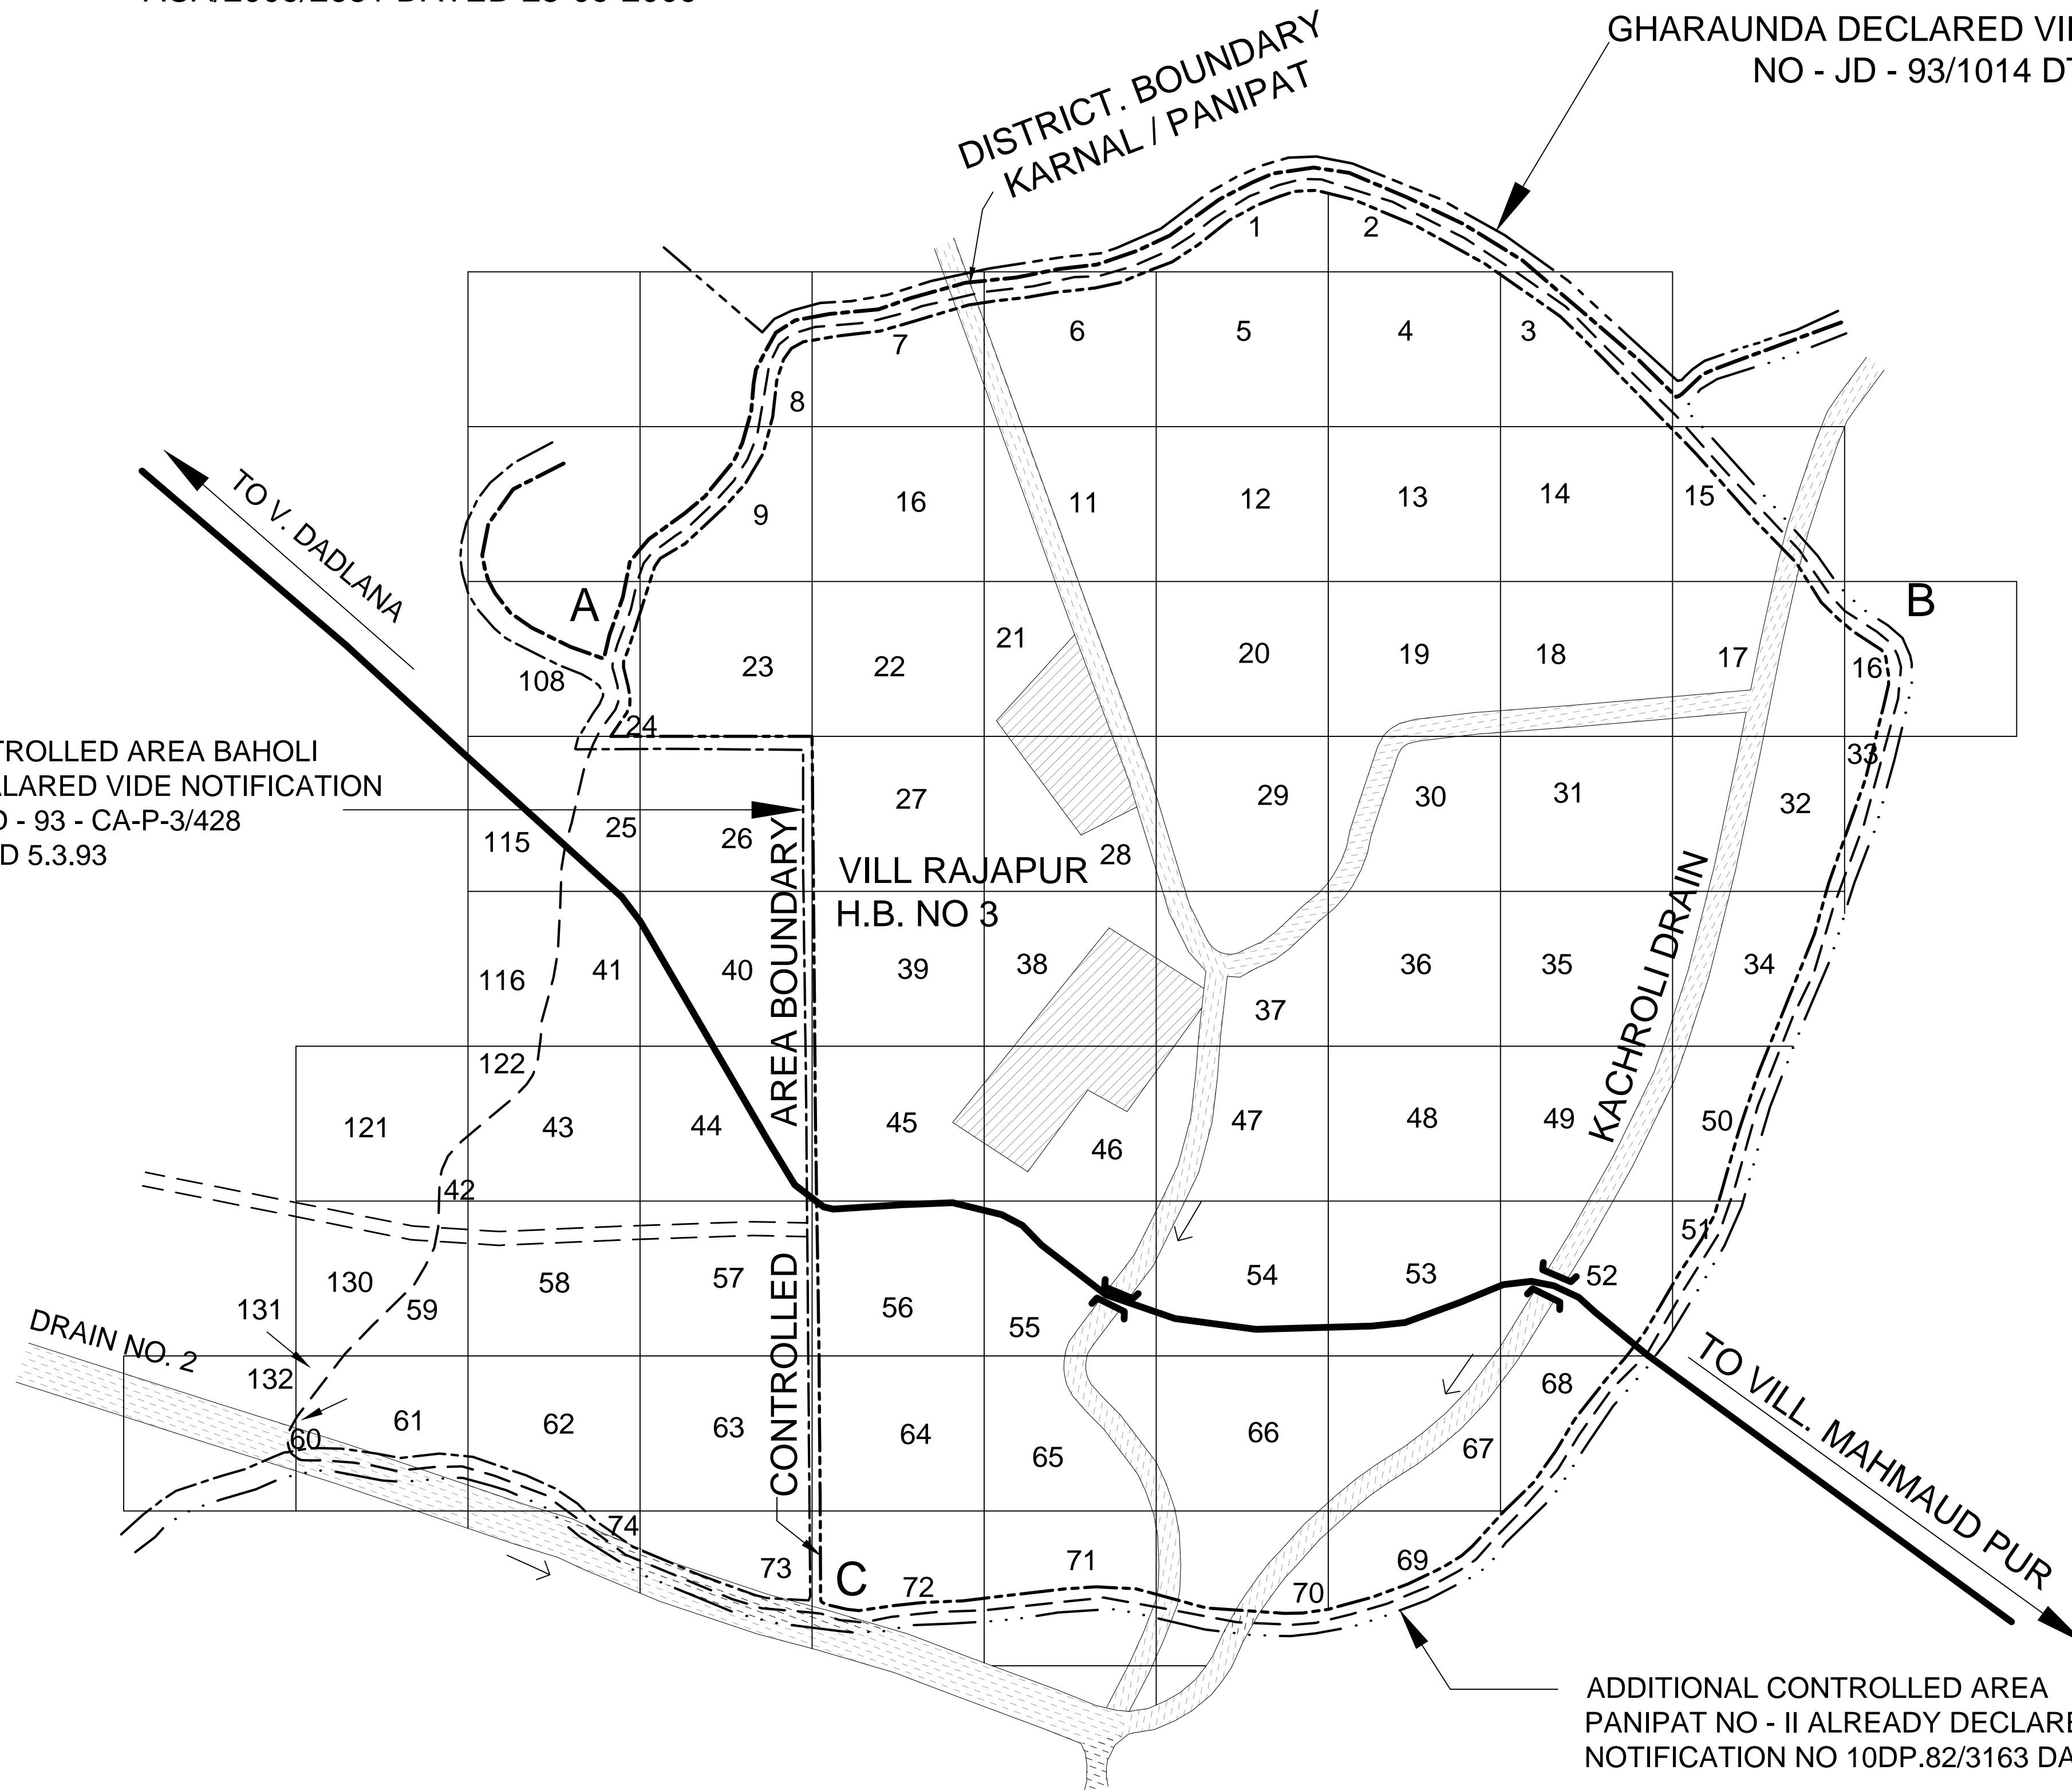 GHARAUNDA DECLARED
NO - JD - 93/1014
DISTRICT. BOUNDARY
KARNAL / PANIPAT
1 2
7 6 5 4 3
8
9 16 11 12 13 14 15
TO V. DADLANA
A B
108 23 22 21 20 19 18 17 16
24
AREA BAHOLI
VIDE NOTIFICATION
- 93 - CA-P-3/428
5.3.93
115 25 26 27 28 29 30 31 32 33
AREA BOUNDARY
VILL RAJAPUR
H.B. NO 3
116 41 40 39 38 37 36 35 34
KACHROLI DRAIN
122
121 43 44 45 46 47 48 49 50
42
131 130 59 58 57 56 55 54 53 52 51
CONTROLLED
DRAIN NO. 2
132
60 61 62 63 64 65 66 67 68
TO VILL. MAHMAUD PUR
74 73 C 72 71 70 69
ADDITIONAL CONTROLLED AREA
PANIPAT NO - II ALREADY
NOTIFICATION NO 10DP.82/3163